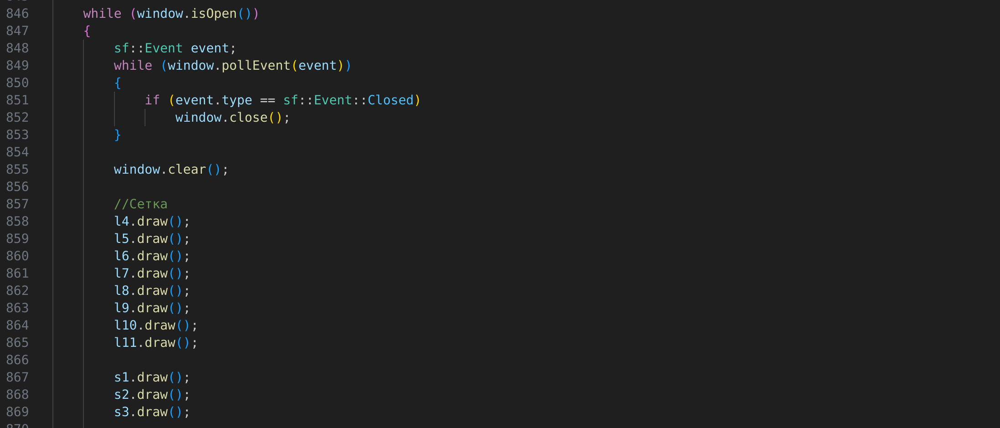 846 while (window.isOpen())
847 {
848 sf::Event event;
849 while (window.pollEvent(event))
850 {
851 if (event.type == sf::Event::Closed)
852 window.close();
853 }
854
855 window.clear();
856
857 //Сетка
858 l4.draw();
859 l5.draw();
860 l6.draw();
861 l7.draw();
862 l8.draw();
863 l9.draw();
864 l10.draw();
865 l11.draw();
866
867 s1.draw();
868 s2.draw();
869 s3.draw();
870